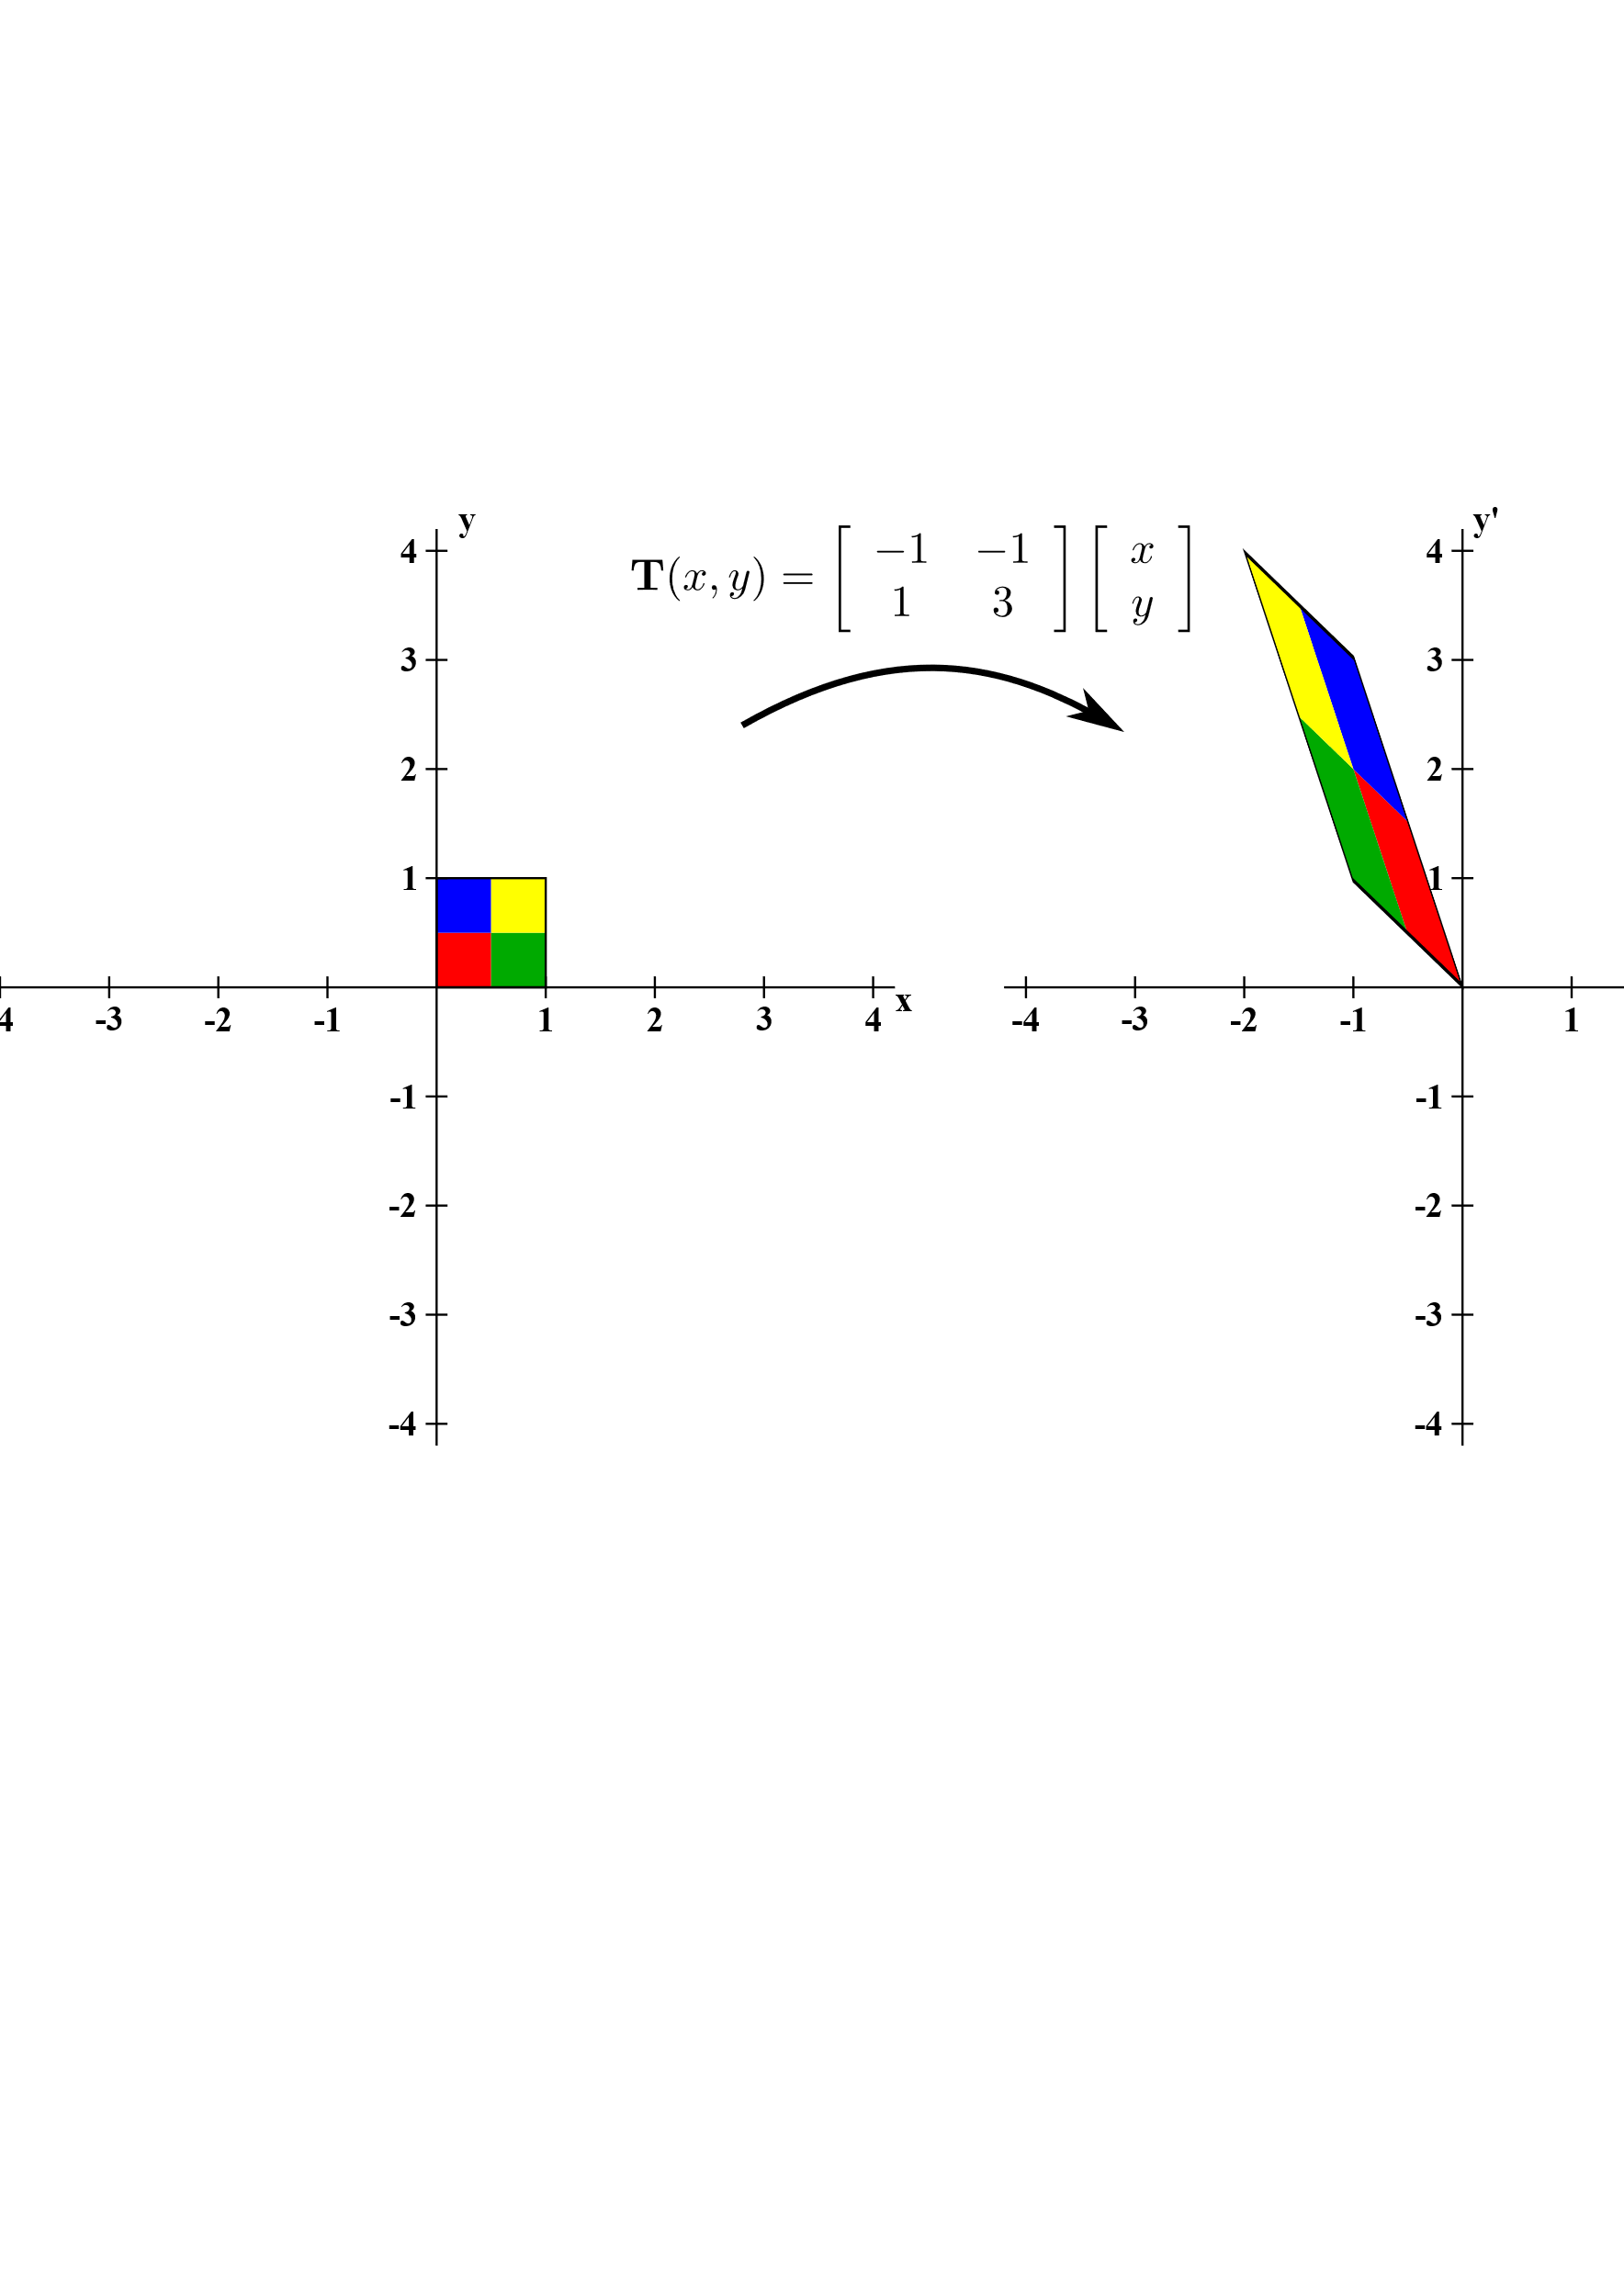 y
T(x, y) = [ −1 −1 ] [ x ]
[ 1 3 ] [ y ]
y'
4
3
2
1
-1
-2
-3
-4
4 -3 -2 -1 1 2 3 4 x
4
3
2
1
-1
-2
-3
-4
-4 -3 -2 -1 1